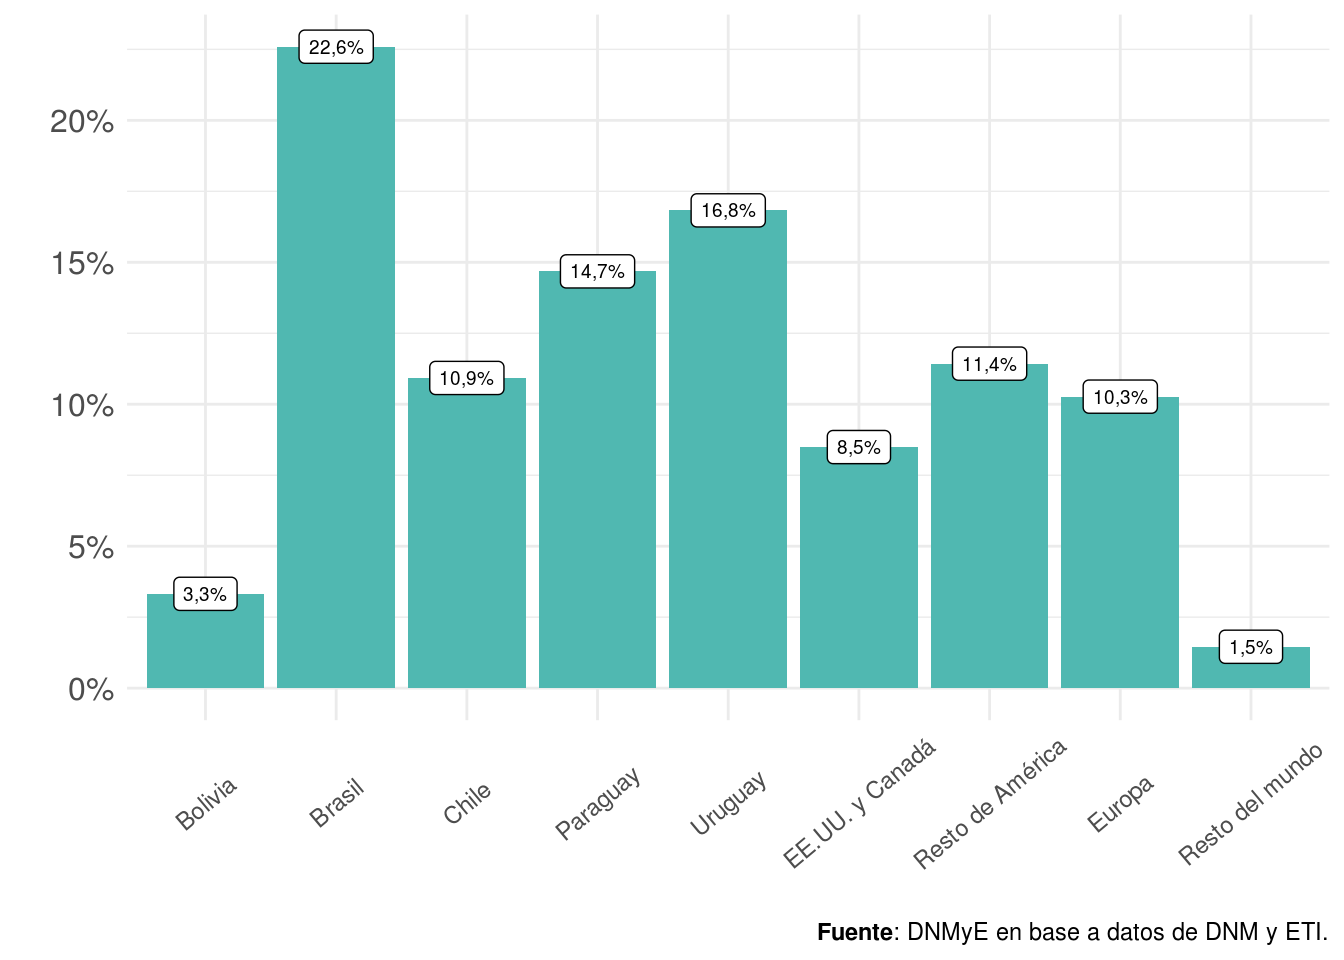 22,6%
20%
16,8%
15%
14,7%
11,4%
10,9%
10%
10,3%
8,5%
5%
3,3%
1,5%
0%
Bolivia
Brasil
Chile
Paraguay
Uruguay
EE.UU. y Canadá
Resto de América
Europa
Resto del mundo
Fuente: DNMyE en base a datos de DNM y ETI.